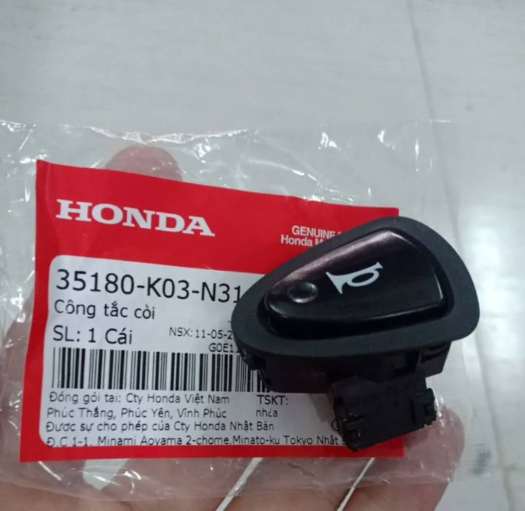 HONDA
GENUINE
Honda
35180-K03-N31
Công tắc còi
SL: 1 Cái
NSX: 11-05-2
Đóng gói tại: Cty Honda Việt Nam
TSKT:
Phúc Thắng, Phúc Yên, Vĩnh Phúc
nhựa
Được sự cho phép của Cty Honda Nhật Bản
Đ.C 1-1, Minami Aoyama 2-chome, Minato-ku Tokyo Nhật